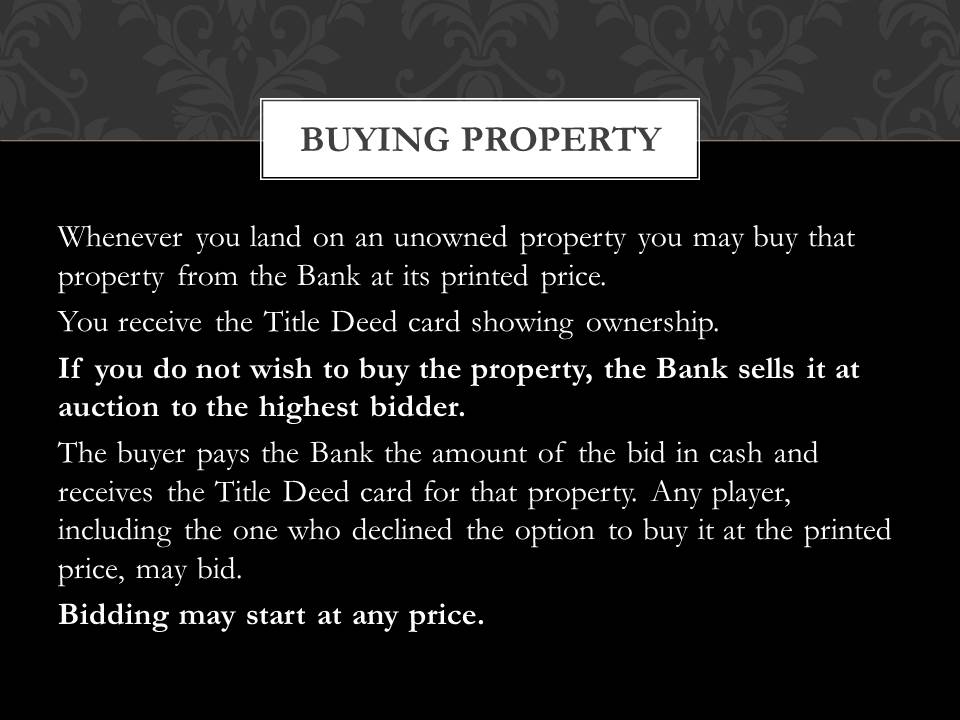 BUYING PROPERTY
Whenever you land on an unowned property you may buy that
property from the Bank at its printed price.
You receive the Title Deed card showing ownership.
If you do not wish to buy the property, the Bank sells it at
auction to the highest bidder.
The buyer pays the Bank the amount of the bid in cash and
receives the Title Deed card for that property. Any player,
including the one who declined the option to buy it at the printed
price, may bid.
Bidding may start at any price.